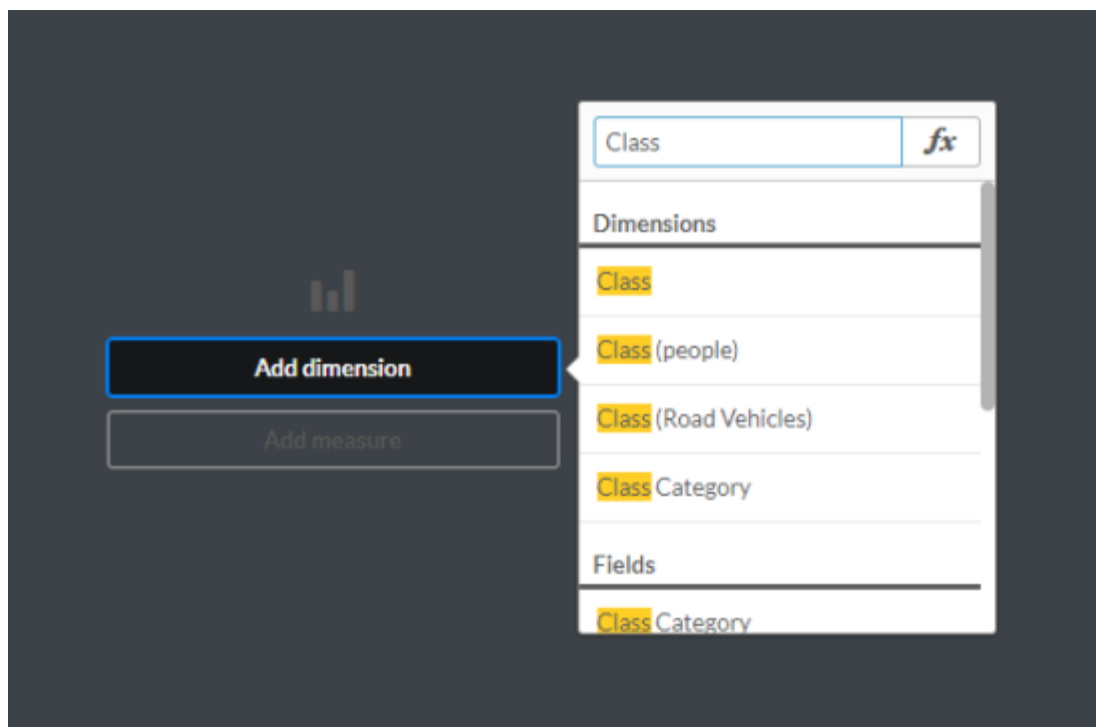 Class
fx
Dimensions
Class
Add dimension
Class (people)
Class (Road Vehicles)
Add measure
Class Category
Fields
Class Category